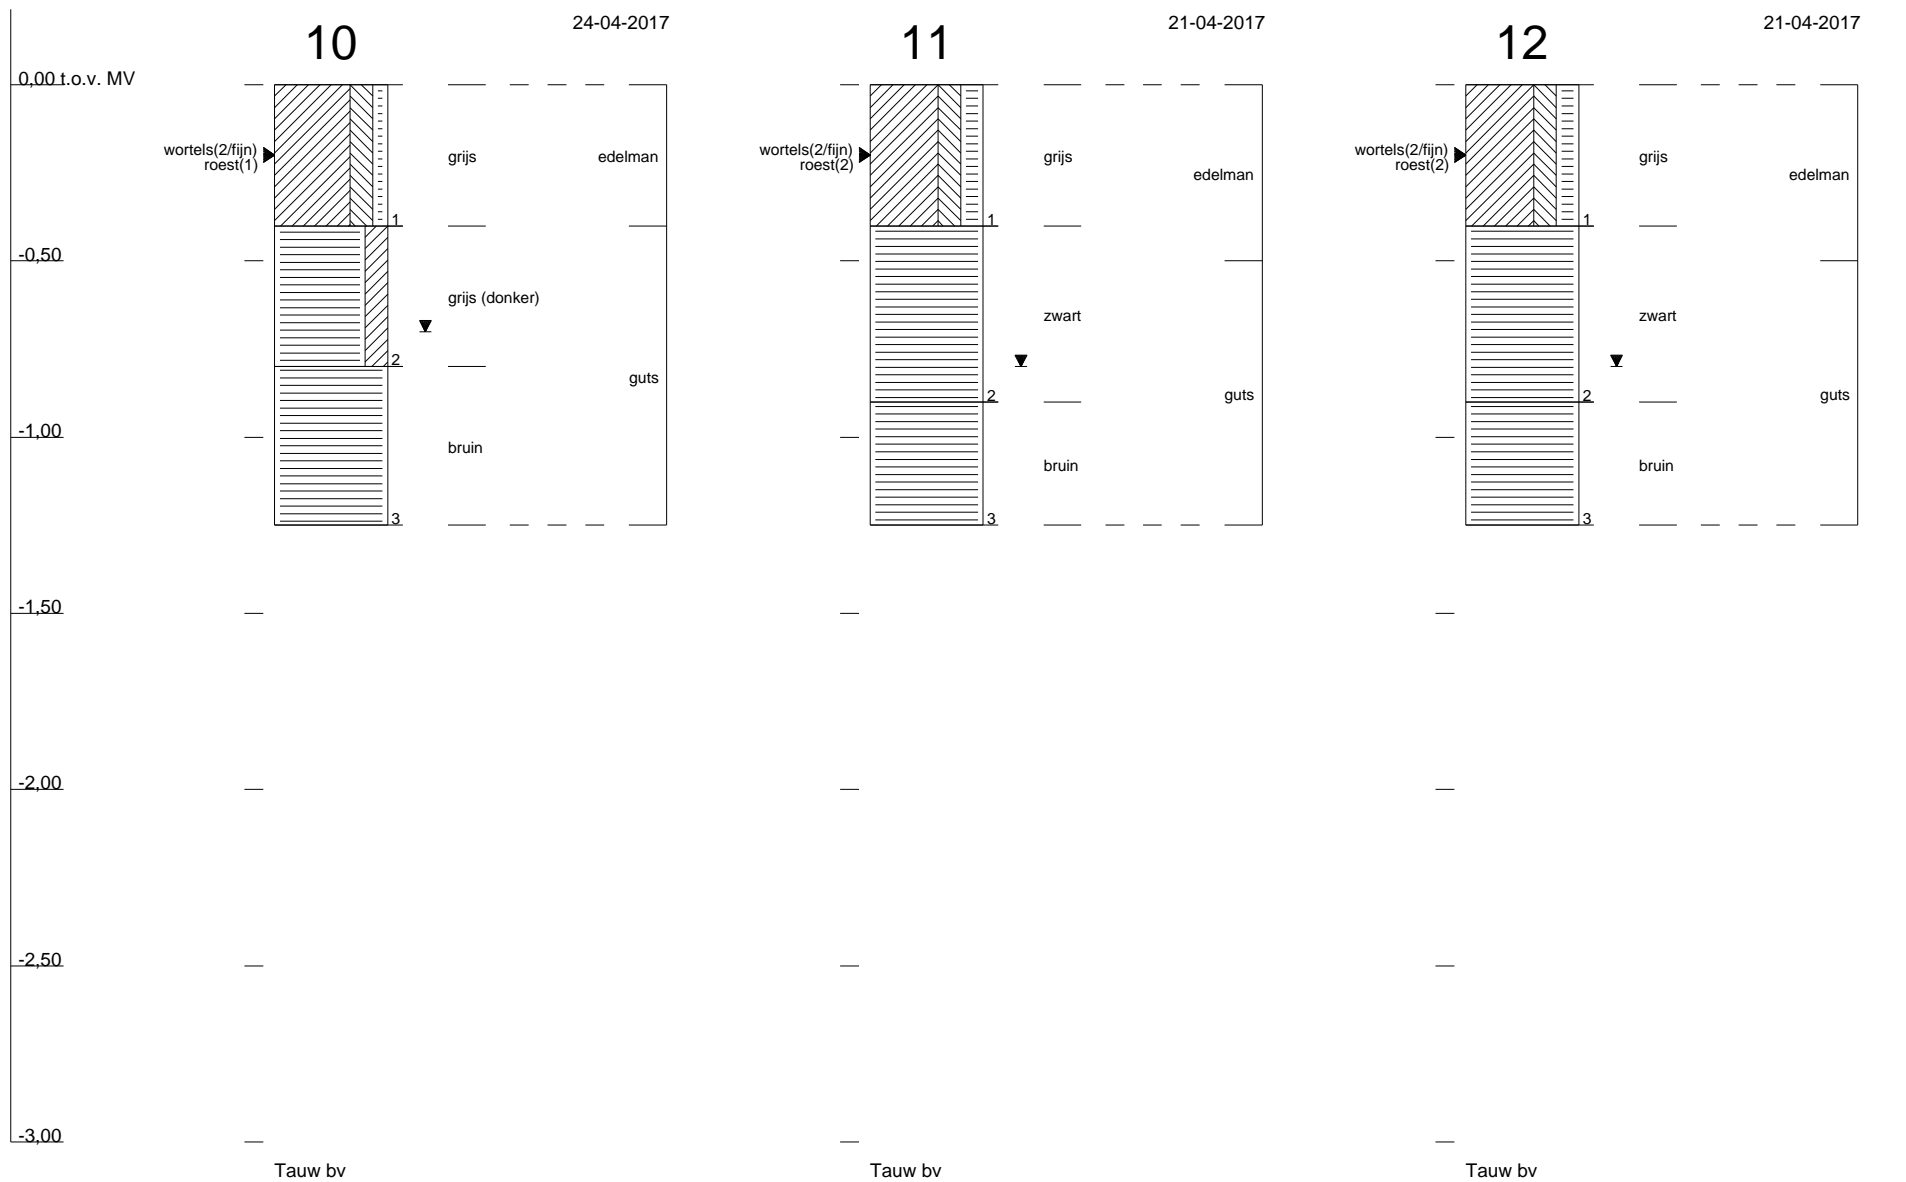 10
24-04-2017
11
21-04-2017
12
21-04-2017
0,00 t.o.v. MV
wortels(2/fijn)
roest(1)
grijs
edelman
1
grijs (donker)
2
guts
bruin
3
wortels(2/fijn)
roest(2)
grijs
edelman
1
zwart
2
guts
bruin
3
wortels(2/fijn)
roest(2)
grijs
edelman
1
zwart
2
guts
bruin
3
-0,50
-1,00
-1,50
-2,00
-2,50
-3,00
Tauw bv
Tauw bv
Tauw bv